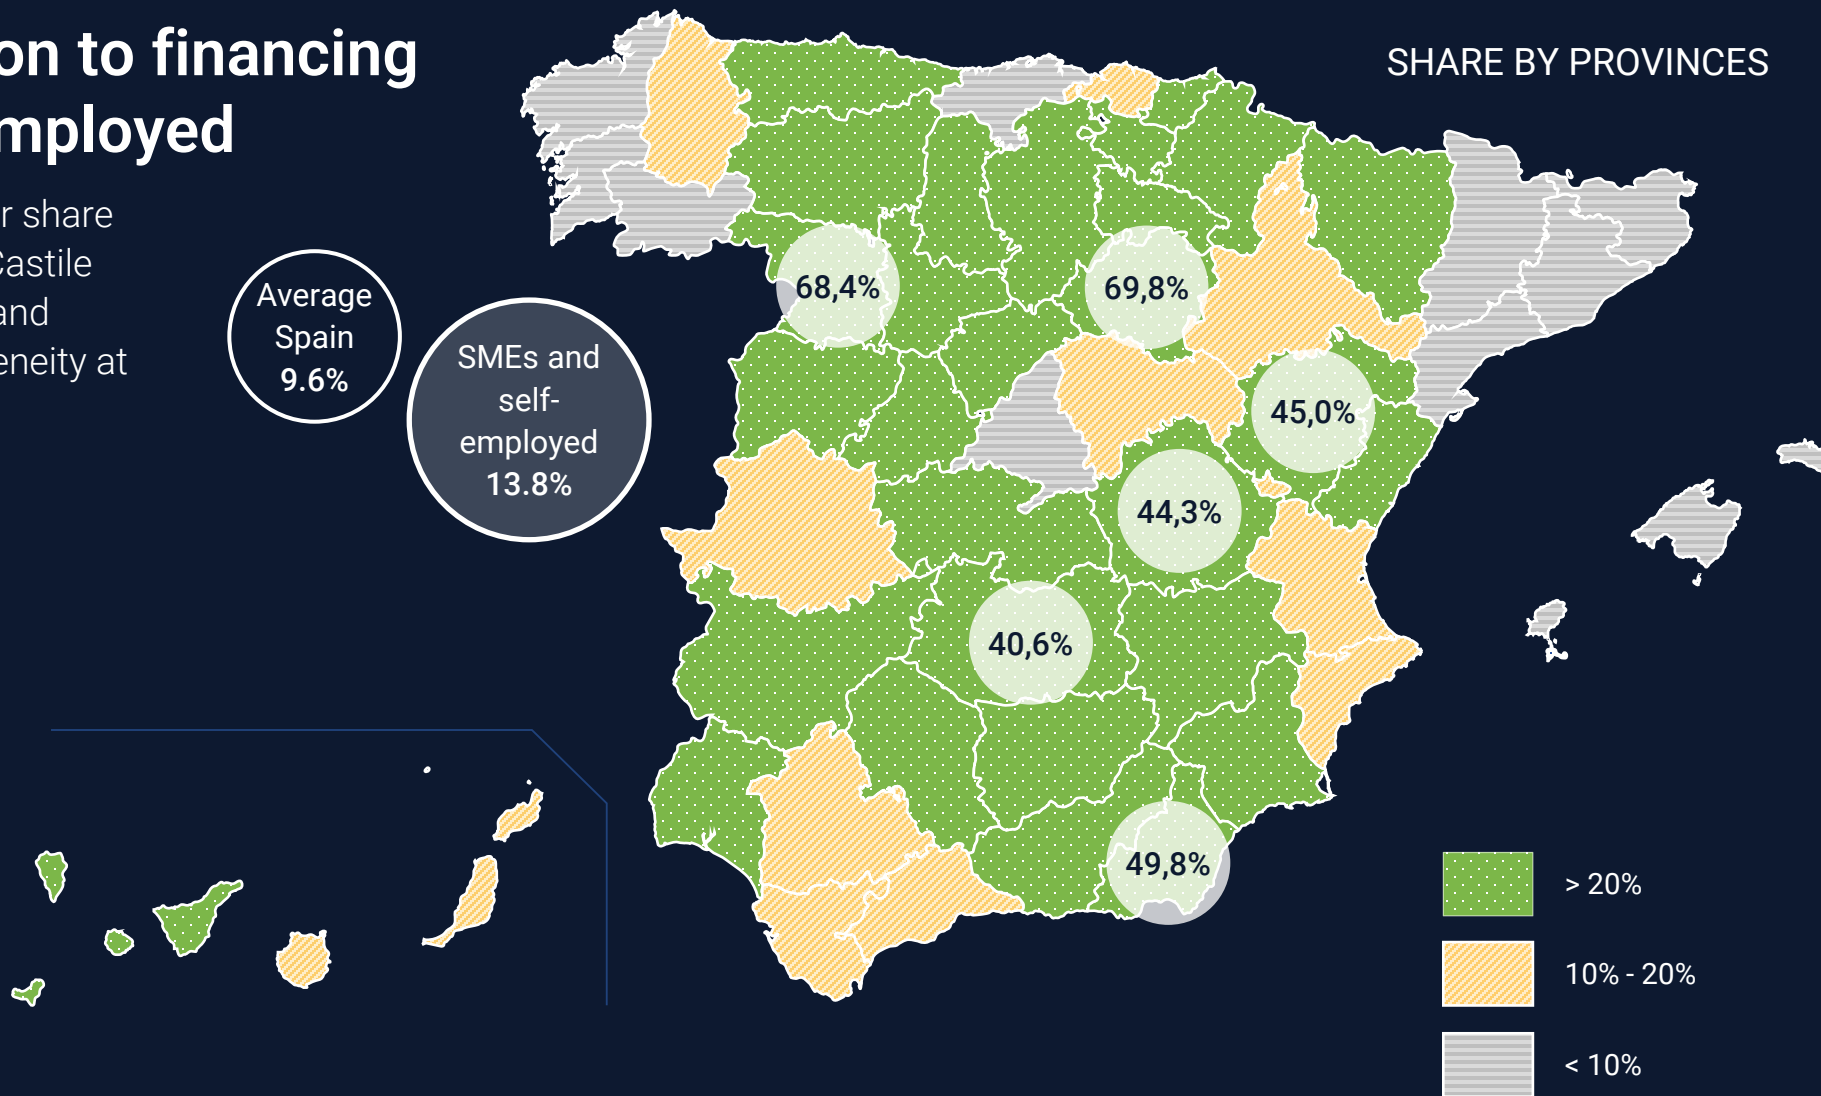 on to financing
mployed
r share
Castile
and
eneity at
Average
Spain
9.6%
SMEs and
self-
employed
13.8%
SHARE BY PROVINCES
68,4%
69,8%
45,0%
44,3%
40,6%
49,8%
> 20%
10% - 20%
< 10%